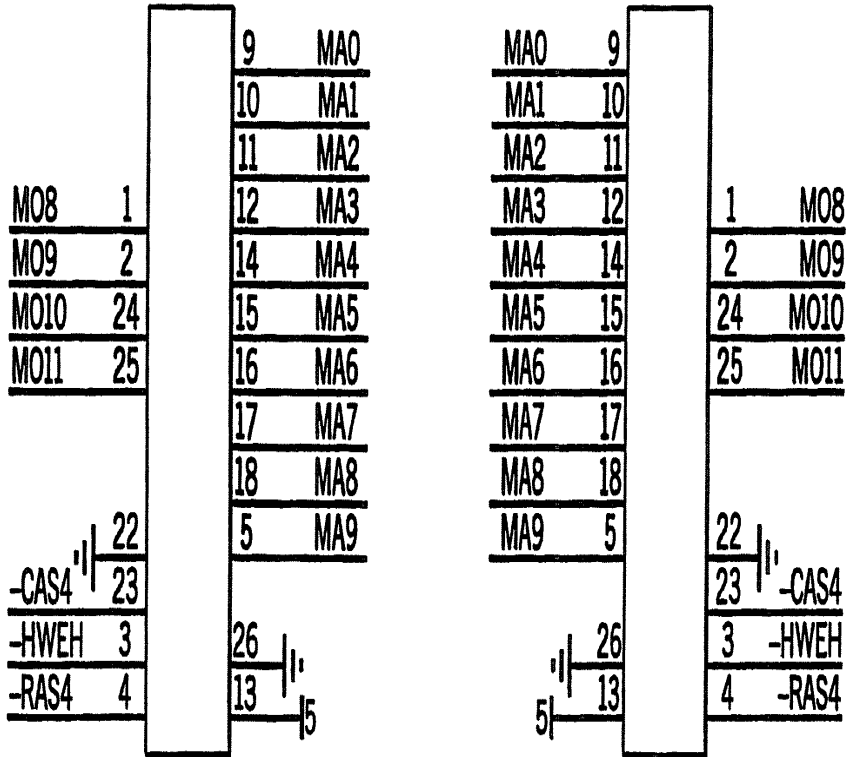 9 MA0 MA0 9
10 MA1 MA1 10
11 MA2 MA2 11
MO8 1 12 MA3 MA3 12 1 MO8
MO9 2 14 MA4 MA4 14 2 MO9
MO10 24 15 MA5 MA5 15 24 MO10
MO11 25 16 MA6 MA6 16 25 MO11
17 MA7 MA7 17
18 MA8 MA8 18
22 5 MA9 MA9 5 22
-CAS4 23 23 -CAS4
-HWEH 3 26 26 3 -HWEH
-RAS4 4 13 13 4 -RAS4
5 5